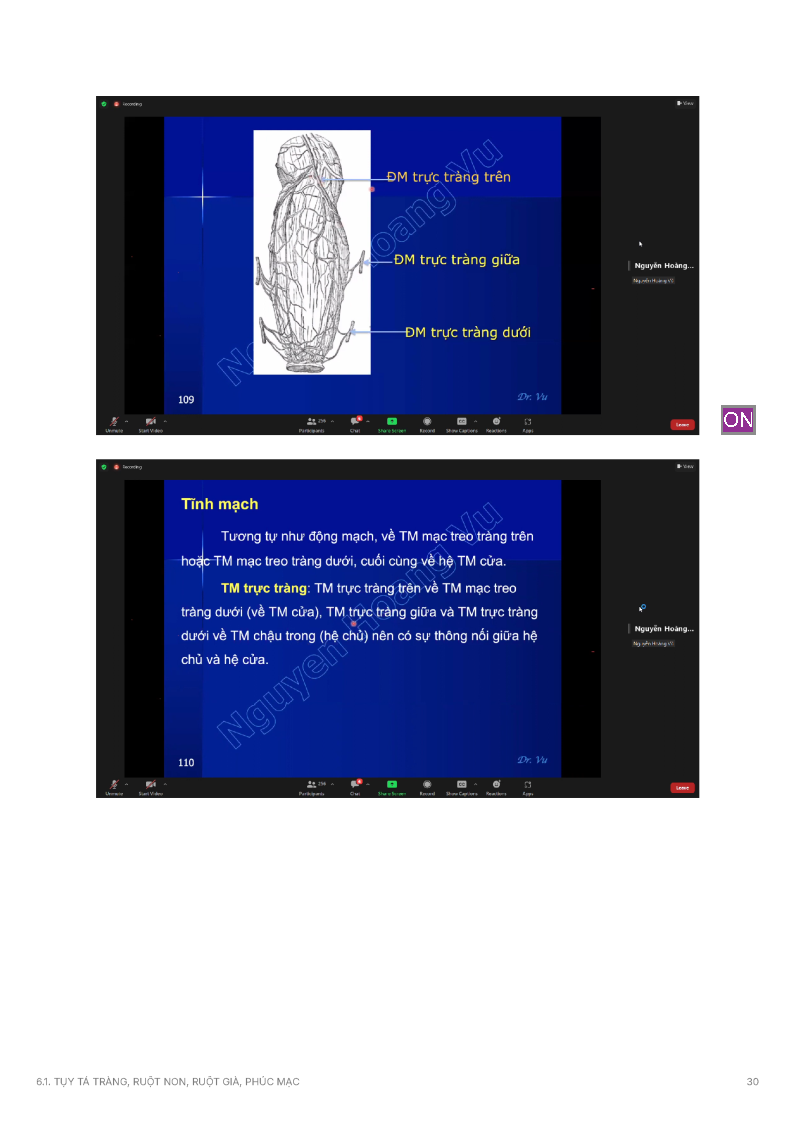 Recording
View
Nguyen Hoang Vu
ĐM trực tràng trên
ĐM trực tràng giữa
ĐM trực tràng dưới
Nguyễn Hoàng...
Nguyễn Hoàng Vũ
109
Dr. Vu
Unmute
Start Video
Participants
Chat
Share Screen
Record
Show Captions
Reactions
Apps
Leave
ON
Recording
View
Tĩnh mạch
Tương tự như động mạch, về TM mạc treo tràng trên
hoặc TM mạc treo tràng dưới, cuối cùng về hệ TM cửa.
TM trực tràng: TM trực tràng trên về TM mạc treo
tràng dưới (về TM cửa), TM trực tràng giữa và TM trực tràng
dưới về TM chậu trong (hệ chủ) nên có sự thông nối giữa hệ
chủ và hệ cửa.
Nguyen Hoang Vu
Nguyễn Hoàng...
Nguyễn Hoàng Vũ
110
Dr. Vu
Unmute
Start Video
Participants
Chat
Share Screen
Record
Show Captions
Reactions
Apps
Leave
6.1. TỤY TÁ TRÀNG, RUỘT NON, RUỘT GIÀ, PHÚC MẠC 30